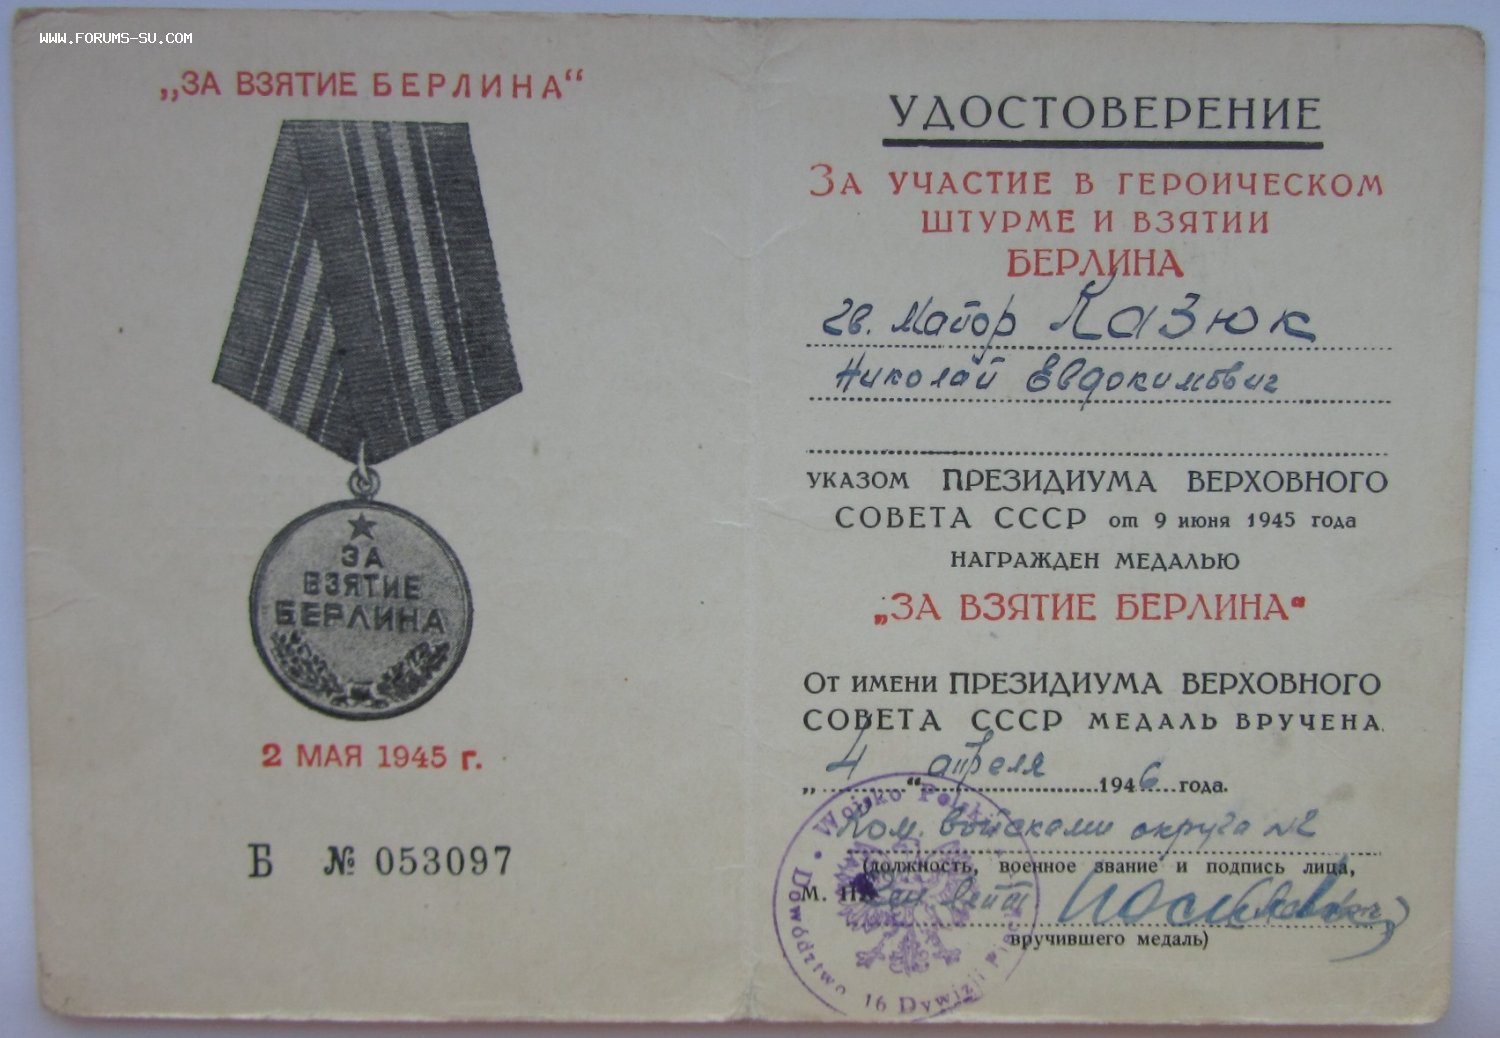 WWW.FORUMS-SU.COM
„ЗА ВЗЯТИЕ БЕРЛИНА“
ЗА
ВЗЯТИЕ
БЕРЛИНА
2 МАЯ 1945 г.
Б № 053097
УДОСТОВЕРЕНИЕ
ЗА УЧАСТИЕ В ГЕРОИЧЕСКОМ
ШТУРМЕ И ВЗЯТИИ
БЕРЛИНА
гв. Майор Казюк
Николай Евдокимович
УКАЗОМ ПРЕЗИДИУМА ВЕРХОВНОГО
СОВЕТА СССР от 9 июня 1945 года
НАГРАЖДЕН МЕДАЛЬЮ
„ЗА ВЗЯТИЕ БЕРЛИНА“
ОТ ИМЕНИ ПРЕЗИДИУМА ВЕРХОВНОГО
СОВЕТА СССР МЕДАЛЬ ВРУЧЕНА
„4“ апреля 1946 года.
Ком. Войсками округа №2
(должность, военное звание и подпись лица,
М. П.
вручившего медаль)
Wojsko Polskie
Dowództwo 16 Dywizji